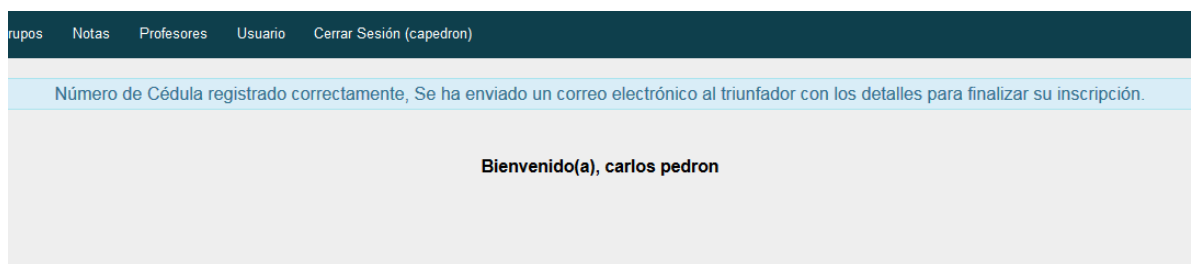 rupos Notas Profesores Usuario Cerrar Sesión (capedron)
Número de Cédula registrado correctamente, Se ha enviado un correo electrónico al triunfador con los detalles para finalizar su inscripción.
Bienvenido(a), carlos pedron